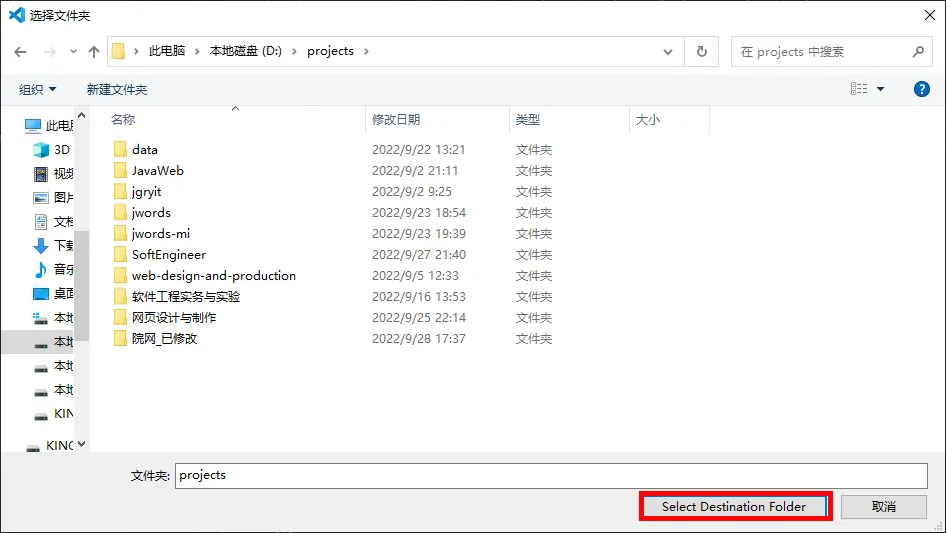 选择文件夹
此电脑 › 本地磁盘 (D:) › projects ›
在 projects 中搜索
组织 新建文件夹
名称 修改日期 类型 大小
此电脑
3D
视频
图片
文档
下载
音乐
桌面
本地
本地
本地
本地
KIN
KING
data 2022/9/22 13:21 文件夹
JavaWeb 2022/9/2 21:11 文件夹
jgryit 2022/9/2 9:25 文件夹
jwords 2022/9/23 18:54 文件夹
jwords-mi 2022/9/23 19:39 文件夹
SoftEngineer 2022/9/27 21:40 文件夹
web-design-and-production 2022/9/5 12:33 文件夹
软件工程实务与实验 2022/9/16 13:53 文件夹
网页设计与制作 2022/9/25 22:14 文件夹
院网_已修改 2022/9/28 17:37 文件夹
文件夹: projects
Select Destination Folder 取消